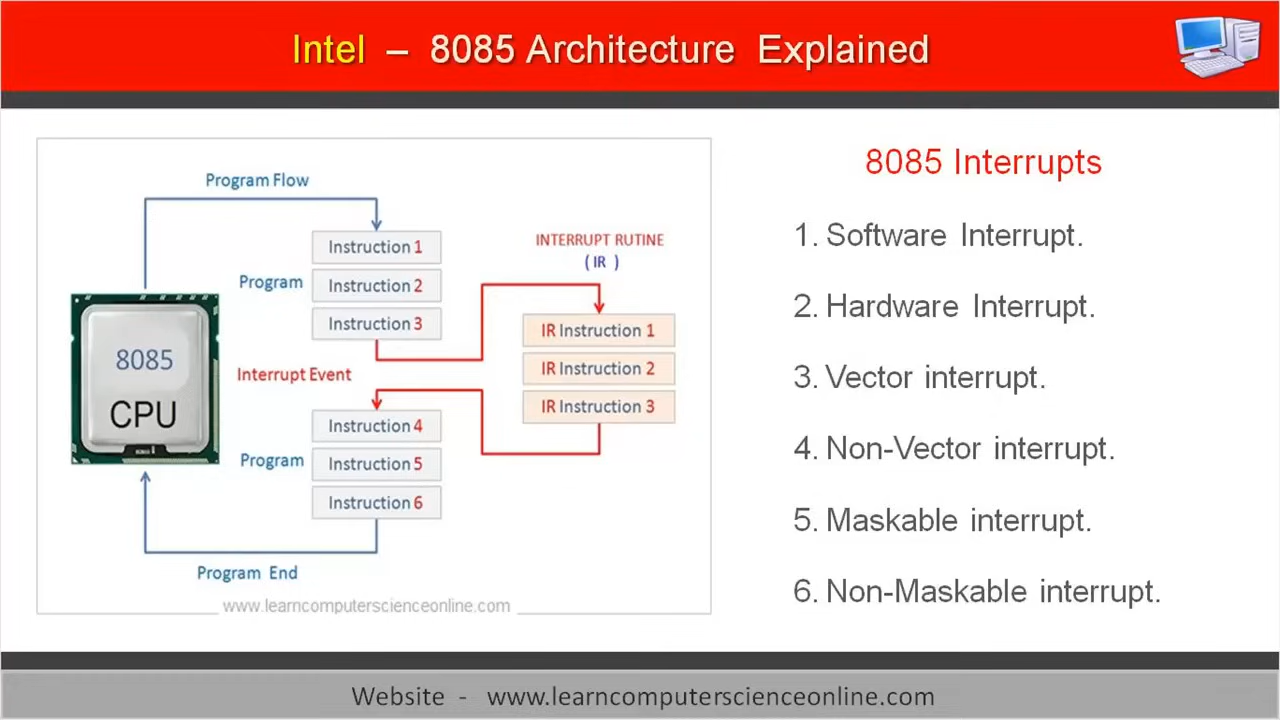 Intel – 8085 Architecture Explained
Program Flow
Instruction 1
Program
Instruction 2
Instruction 3
INTERRUPT RUTINE
( IR )
IR Instruction 1
IR Instruction 2
IR Instruction 3
8085
CPU
Interrupt Event
Instruction 4
Program
Instruction 5
Instruction 6
Program End
www.learncomputerscienceonline.com
8085 Interrupts
1. Software Interrupt.
2. Hardware Interrupt.
3. Vector interrupt.
4. Non-Vector interrupt.
5. Maskable interrupt.
6. Non-Maskable interrupt.
Website - www.learncomputerscienceonline.com